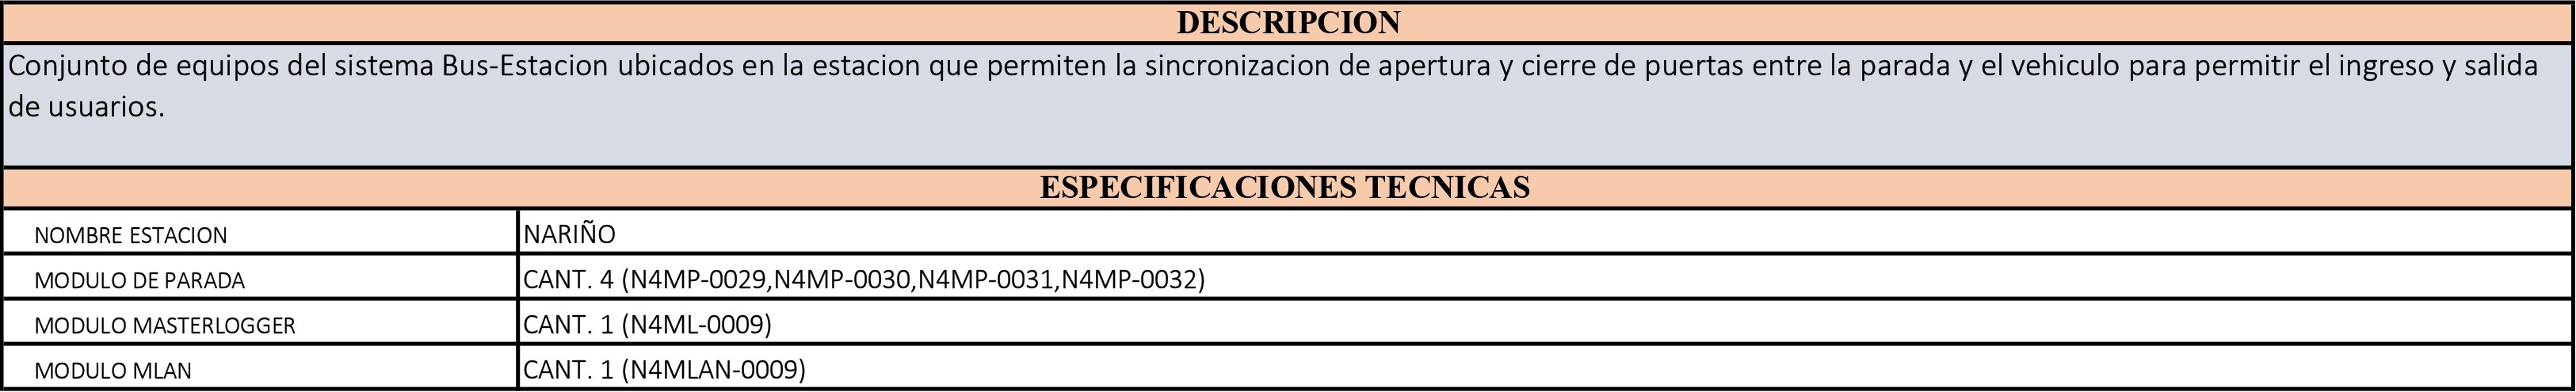 DESCRIPCION
Conjunto de equipos del sistema Bus-Estacion ubicados en la estacion que permiten la sincronizacion de apertura y cierre de puertas entre la parada y el vehiculo para permitir el ingreso y salida
de usuarios.
ESPECIFICACIONES TECNICAS
NOMBRE ESTACION NARIÑO
MODULO DE PARADA CANT. 4 (N4MP-0029,N4MP-0030,N4MP-0031,N4MP-0032)
MODULO MASTERLOGGER CANT. 1 (N4ML-0009)
MODULO MLAN CANT. 1 (N4MLAN-0009)